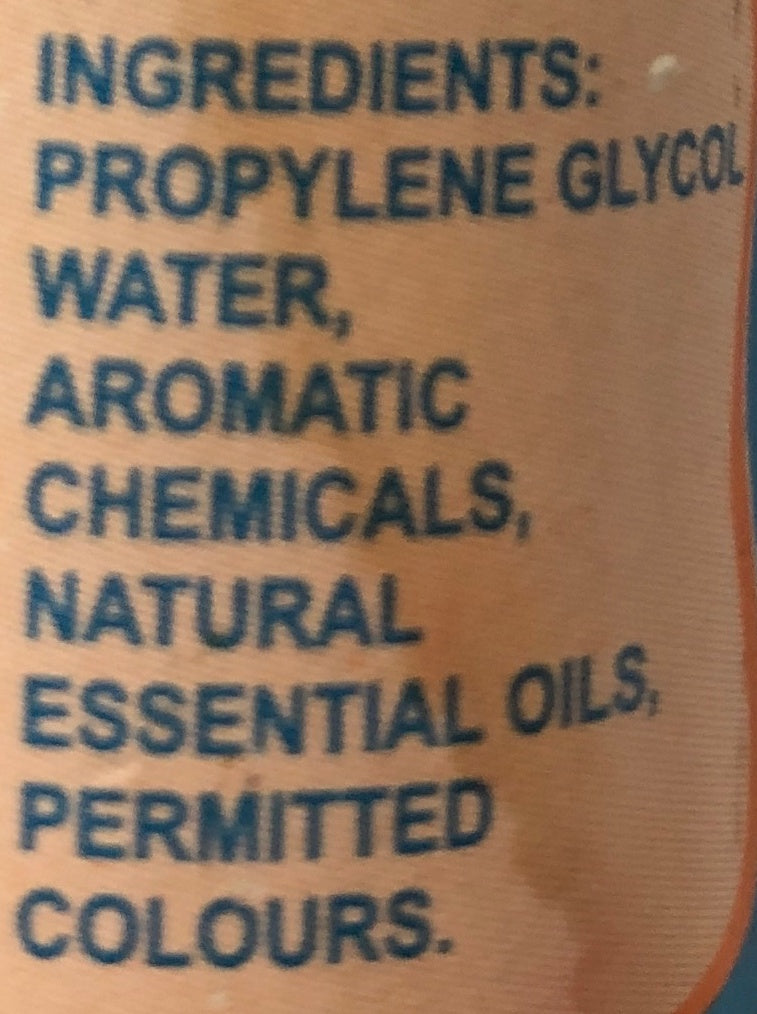 INGREDIENTS:
PROPYLENE GLYCOL
WATER,
AROMATIC
CHEMICALS,
NATURAL
ESSENTIAL OILS,
PERMITTED
COLOURS.